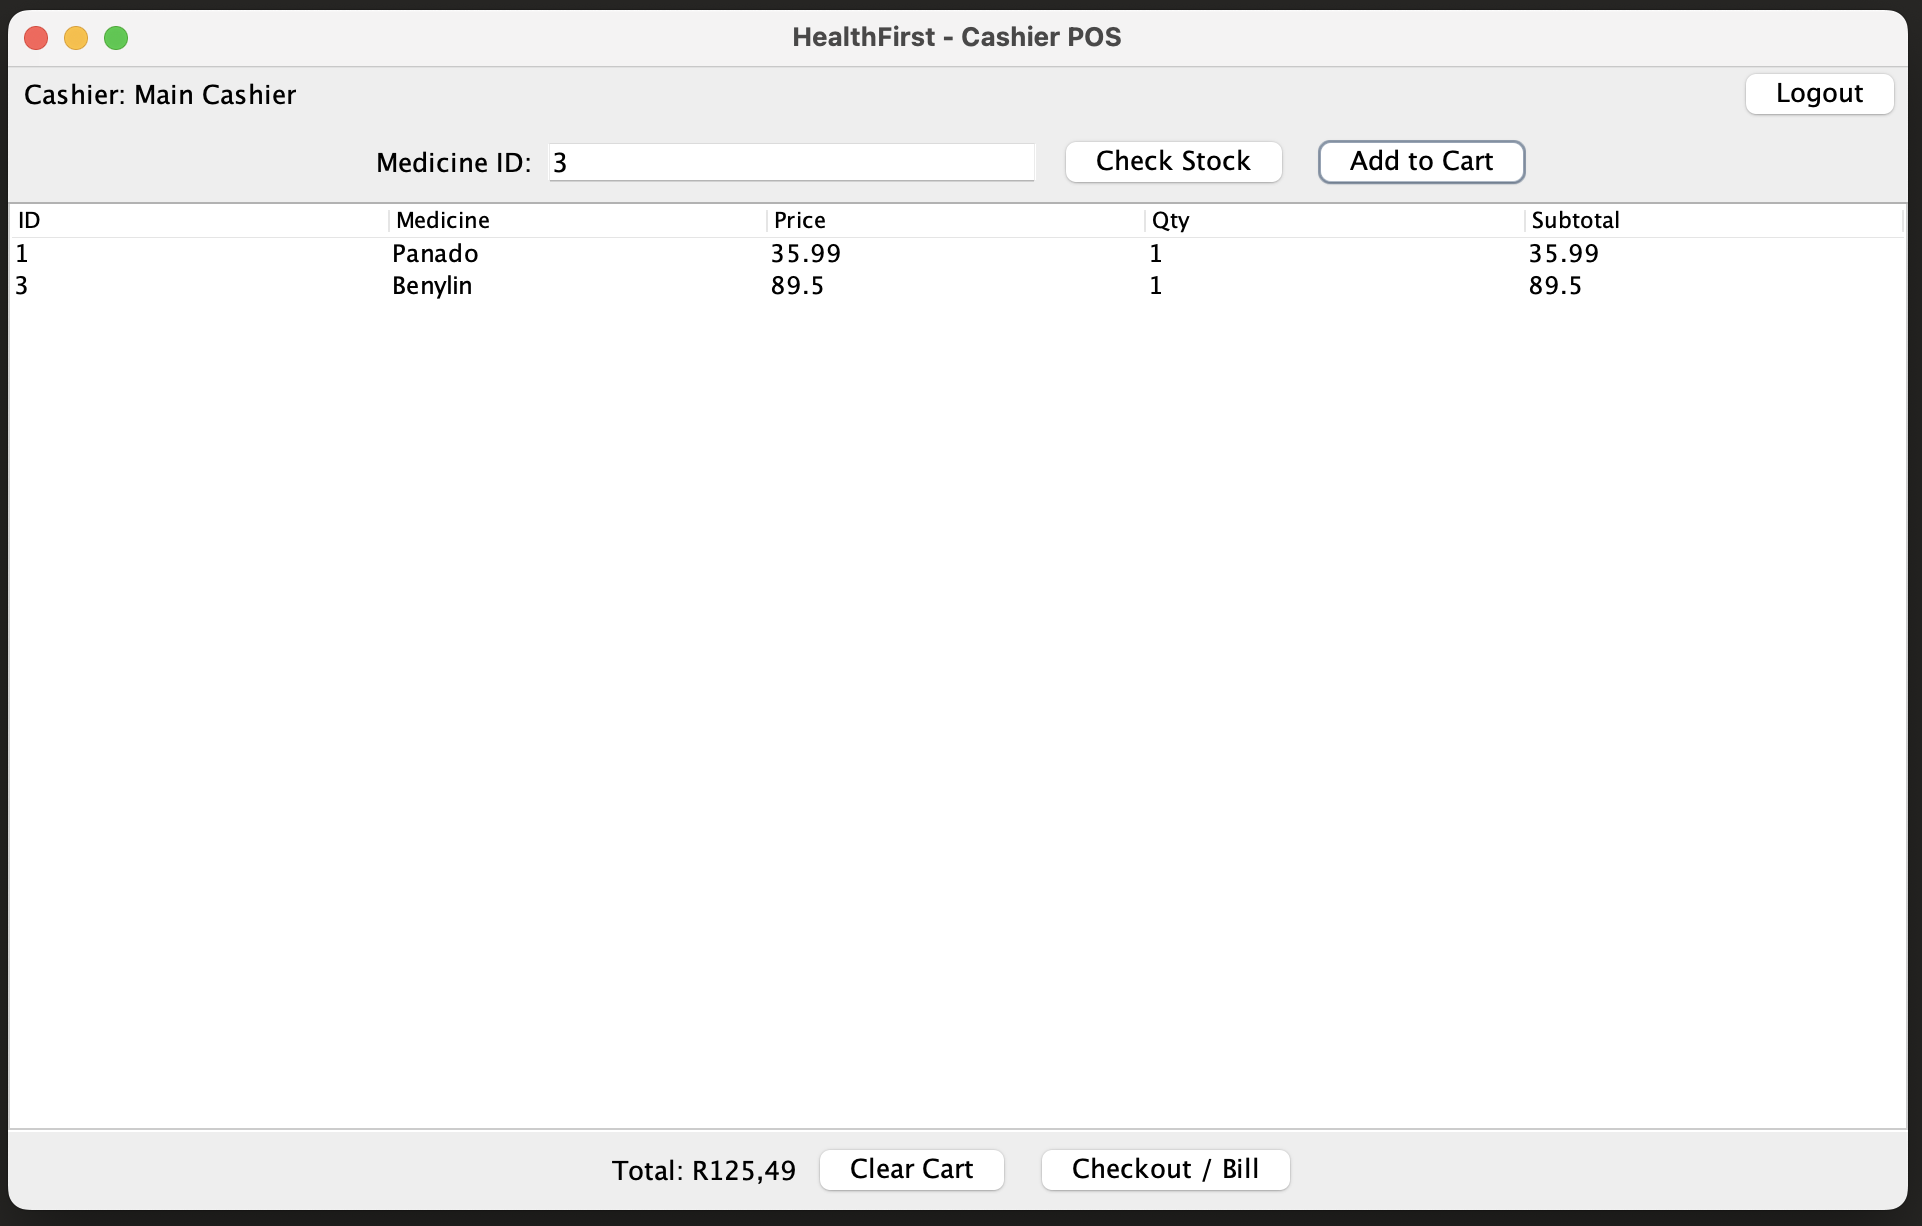 HealthFirst - Cashier POS
Cashier: Main Cashier Logout
Medicine ID: 3 Check Stock Add to Cart
ID Medicine Price Qty Subtotal
1 Panado 35.99 1 35.99
3 Benylin 89.5 1 89.5
Total: R125,49 Clear Cart Checkout / Bill